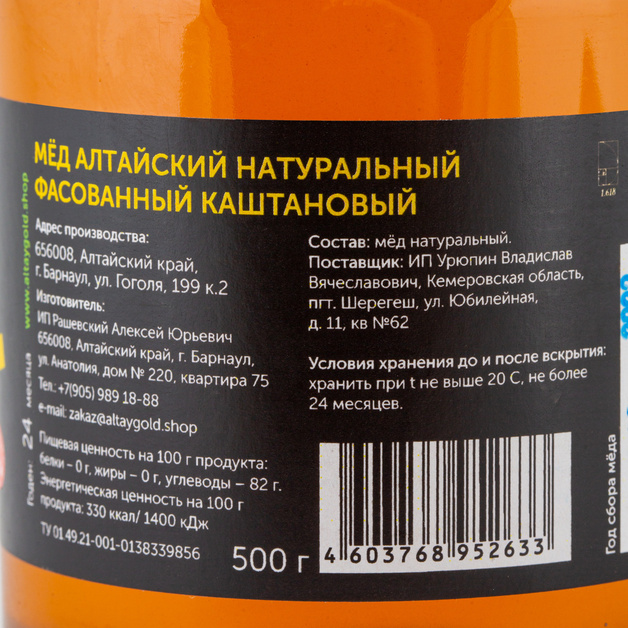 МЁД АЛТАЙСКИЙ НАТУРАЛЬНЫЙ
ФАСОВАННЫЙ КАШТАНОВЫЙ
Адрес производства:
656008, Алтайский край,
г. Барнаул, ул. Гоголя, 199 к.2
Изготовитель:
ИП Рашевский Алексей Юрьевич
656008, Алтайский край, г. Барнаул,
ул. Анатолия, дом № 220, квартира 75
Тел.: +7(905) 989 18-88
e-mail: zakaz@altaygold.shop
Пищевая ценность на 100 г продукта:
белки – 0 г, жиры – 0 г, углеводы – 82 г.
Энергетическая ценность на 100 г
продукта: 330 ккал/ 1400 кДж
ТУ 01.49.21-001-0138339856
500 г
Состав: мёд натуральный.
Поставщик: ИП Урюпин Владислав
Вячеславович, Кемеровская область,
пгт. Шерегеш, ул. Юбилейная,
д. 11, кв №62
Условия хранения до и после вскрытия:
хранить при t не выше 20 С, не более
24 месяцев.
4 603768 952633
www.altaygold.shop
Годен: 24 месяца
Год сбора мёда
1.618